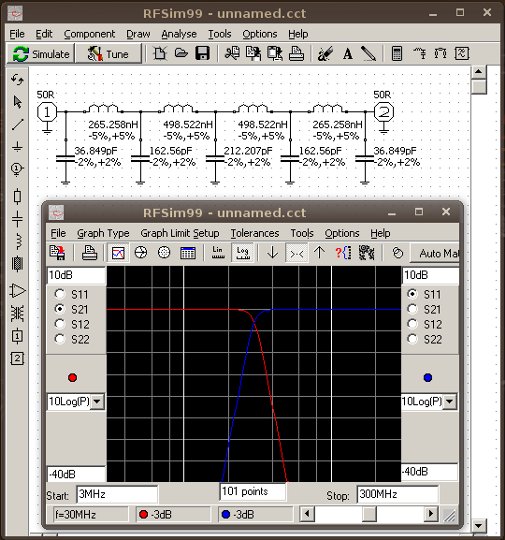 RFSim99 - unnamed.cct
File Edit Component Draw Analyse Tools Options Help
Simulate Tune
50R 50R
1 2
265.258nH 498.522nH 498.522nH 265.258nH
-5%,+5% -5%,+5% -5%,+5% -5%,+5%
36.849pF 162.56pF 212.207pF 162.56pF 36.849pF
-2%,+2% -2%,+2% -2%,+2% -2%,+2% -2%,+2%
RFSim99 - unnamed.cct
File Graph Type Graph Limit Setup Tolerances Tools Options Help
Lin Log Auto Mat
10dB 10dB
S11 S11
S21 S21
S12 S12
S22 S22
10Log(P) 10Log(P)
-40dB -40dB
Start: 3MHz 101 points Stop: 300MHz
f=30MHz -3dB -3dB